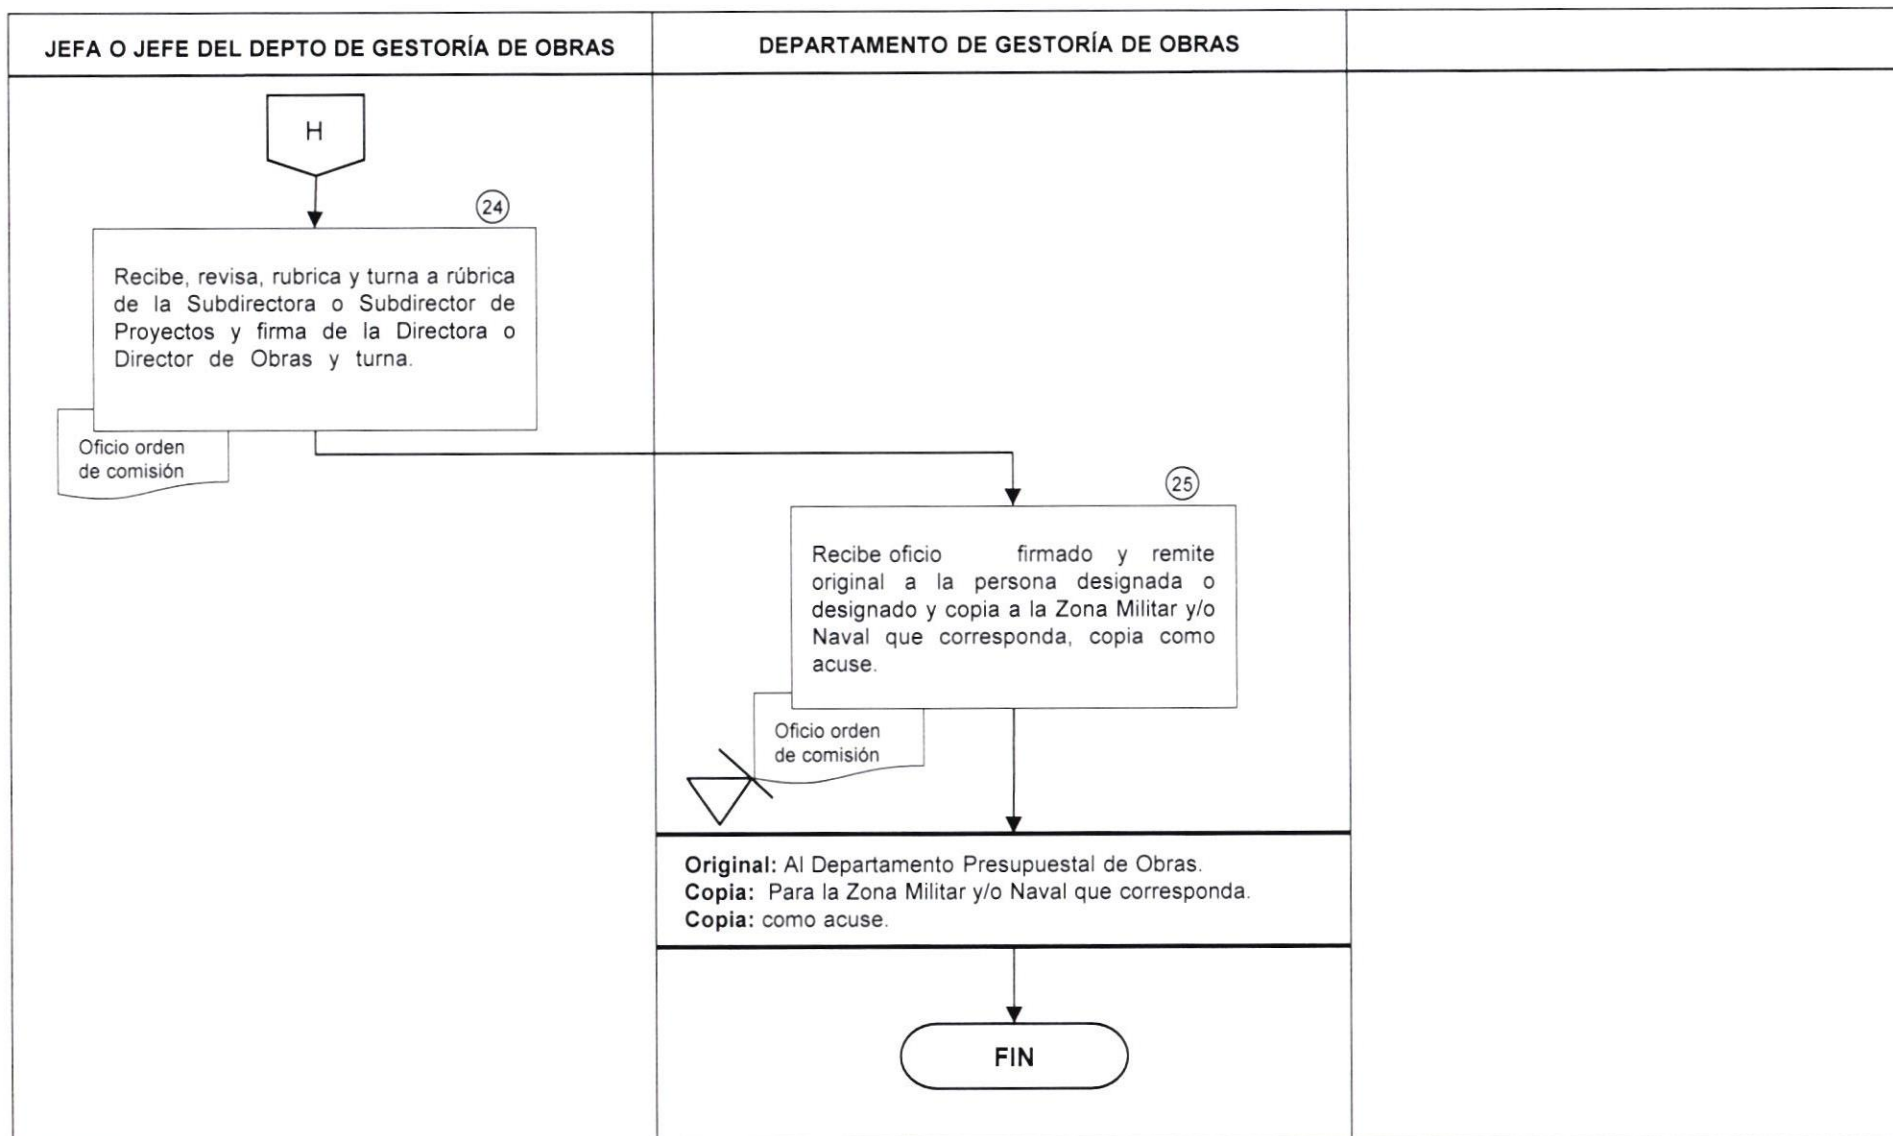 JEFA O JEFE DEL DEPTO DE GESTORÍA DE OBRAS
DEPARTAMENTO DE GESTORÍA DE OBRAS
H
24
Recibe, revisa, rubrica y turna a rúbrica
de la Subdirectora o Subdirector de
Proyectos y firma de la Directora o
Director de Obras y turna.
Oficio orden
de comisión
25
Recibe oficio firmado y remite
original a la persona designada o
designado y copia a la Zona Militar y/o
Naval que corresponda, copia como
acuse.
Oficio orden
de comisión
Original: Al Departamento Presupuestal de Obras.
Copia: Para la Zona Militar y/o Naval que corresponda.
Copia: como acuse.
FIN